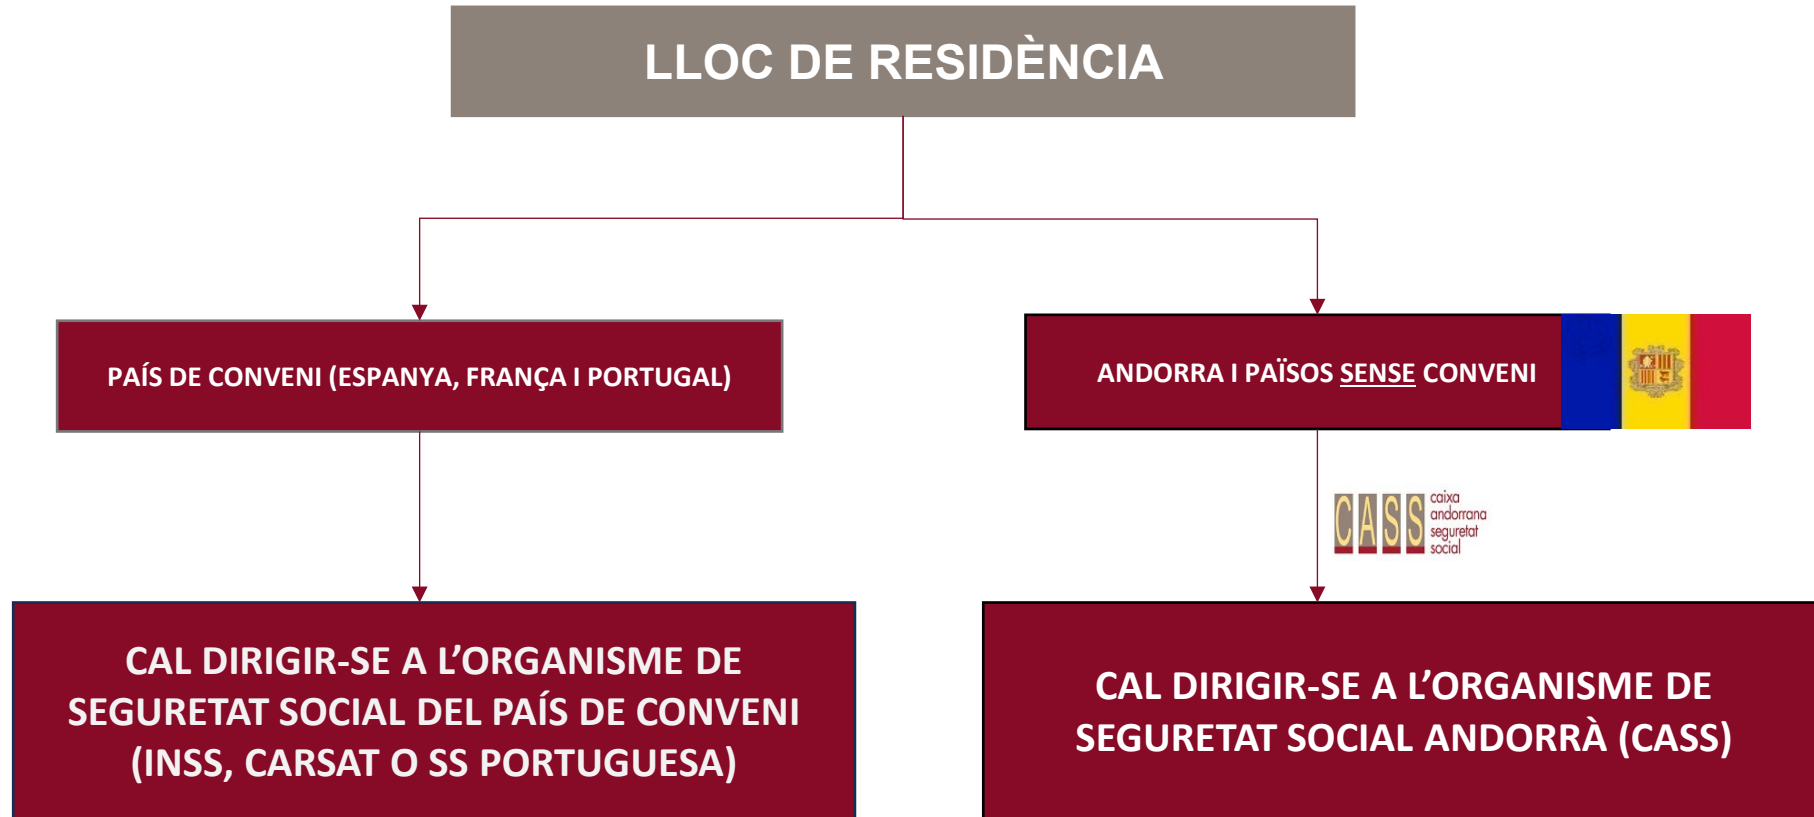 LLOC DE RESIDÈNCIA
PAÍS DE CONVENI (ESPANYA, FRANÇA I PORTUGAL)
ANDORRA I PAÏSOS SENSE CONVENI
CASS
caixa
andorrana
seguretat
social
CAL DIRIGIR-SE A L’ORGANISME DE
SEGURETAT SOCIAL DEL PAÍS DE CONVENI
(INSS, CARSAT O SS PORTUGUESA)
CAL DIRIGIR-SE A L’ORGANISME DE
SEGURETAT SOCIAL ANDORRÀ (CASS)